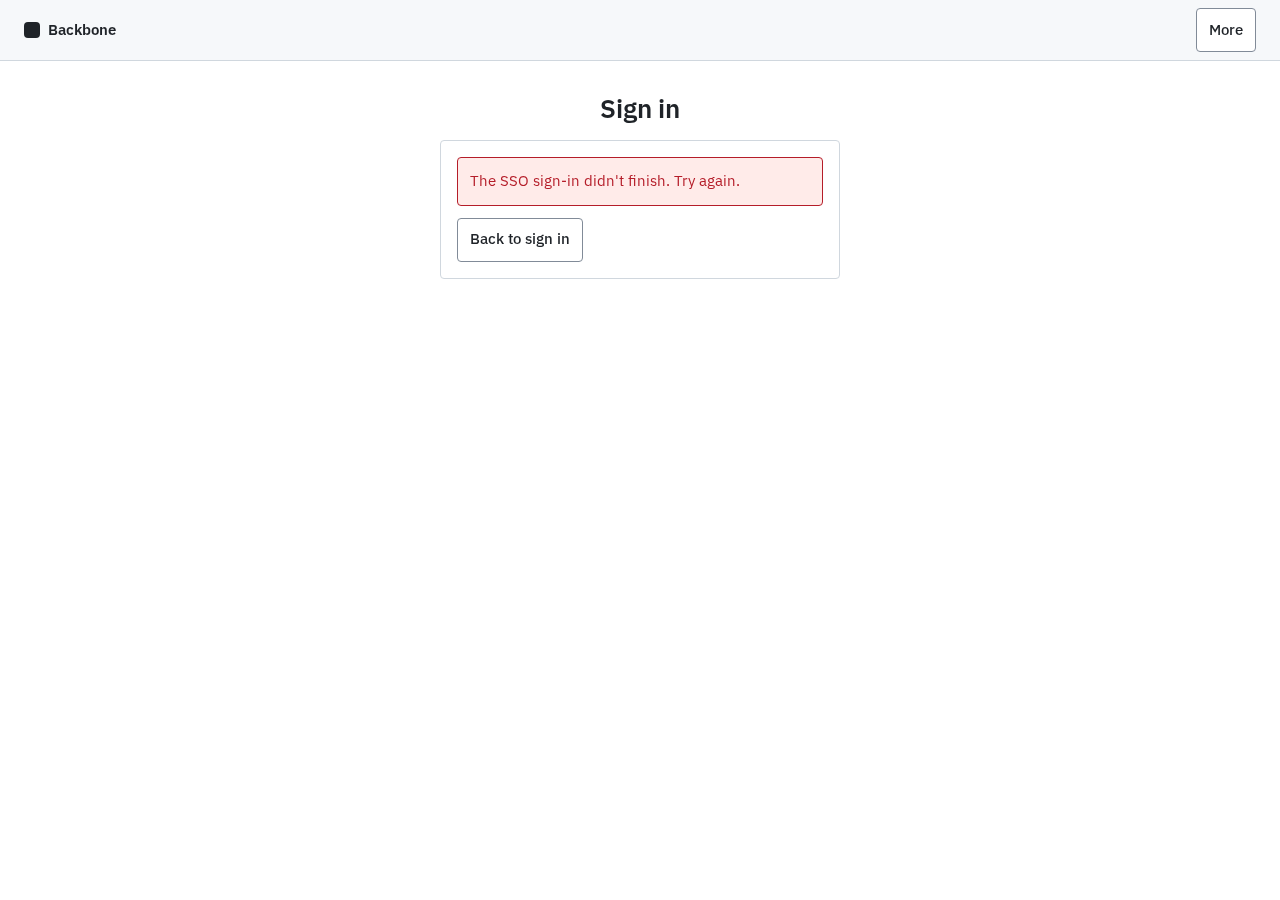 Backbone
More
Sign in
The SSO sign-in didn't finish. Try again.
Back to sign in